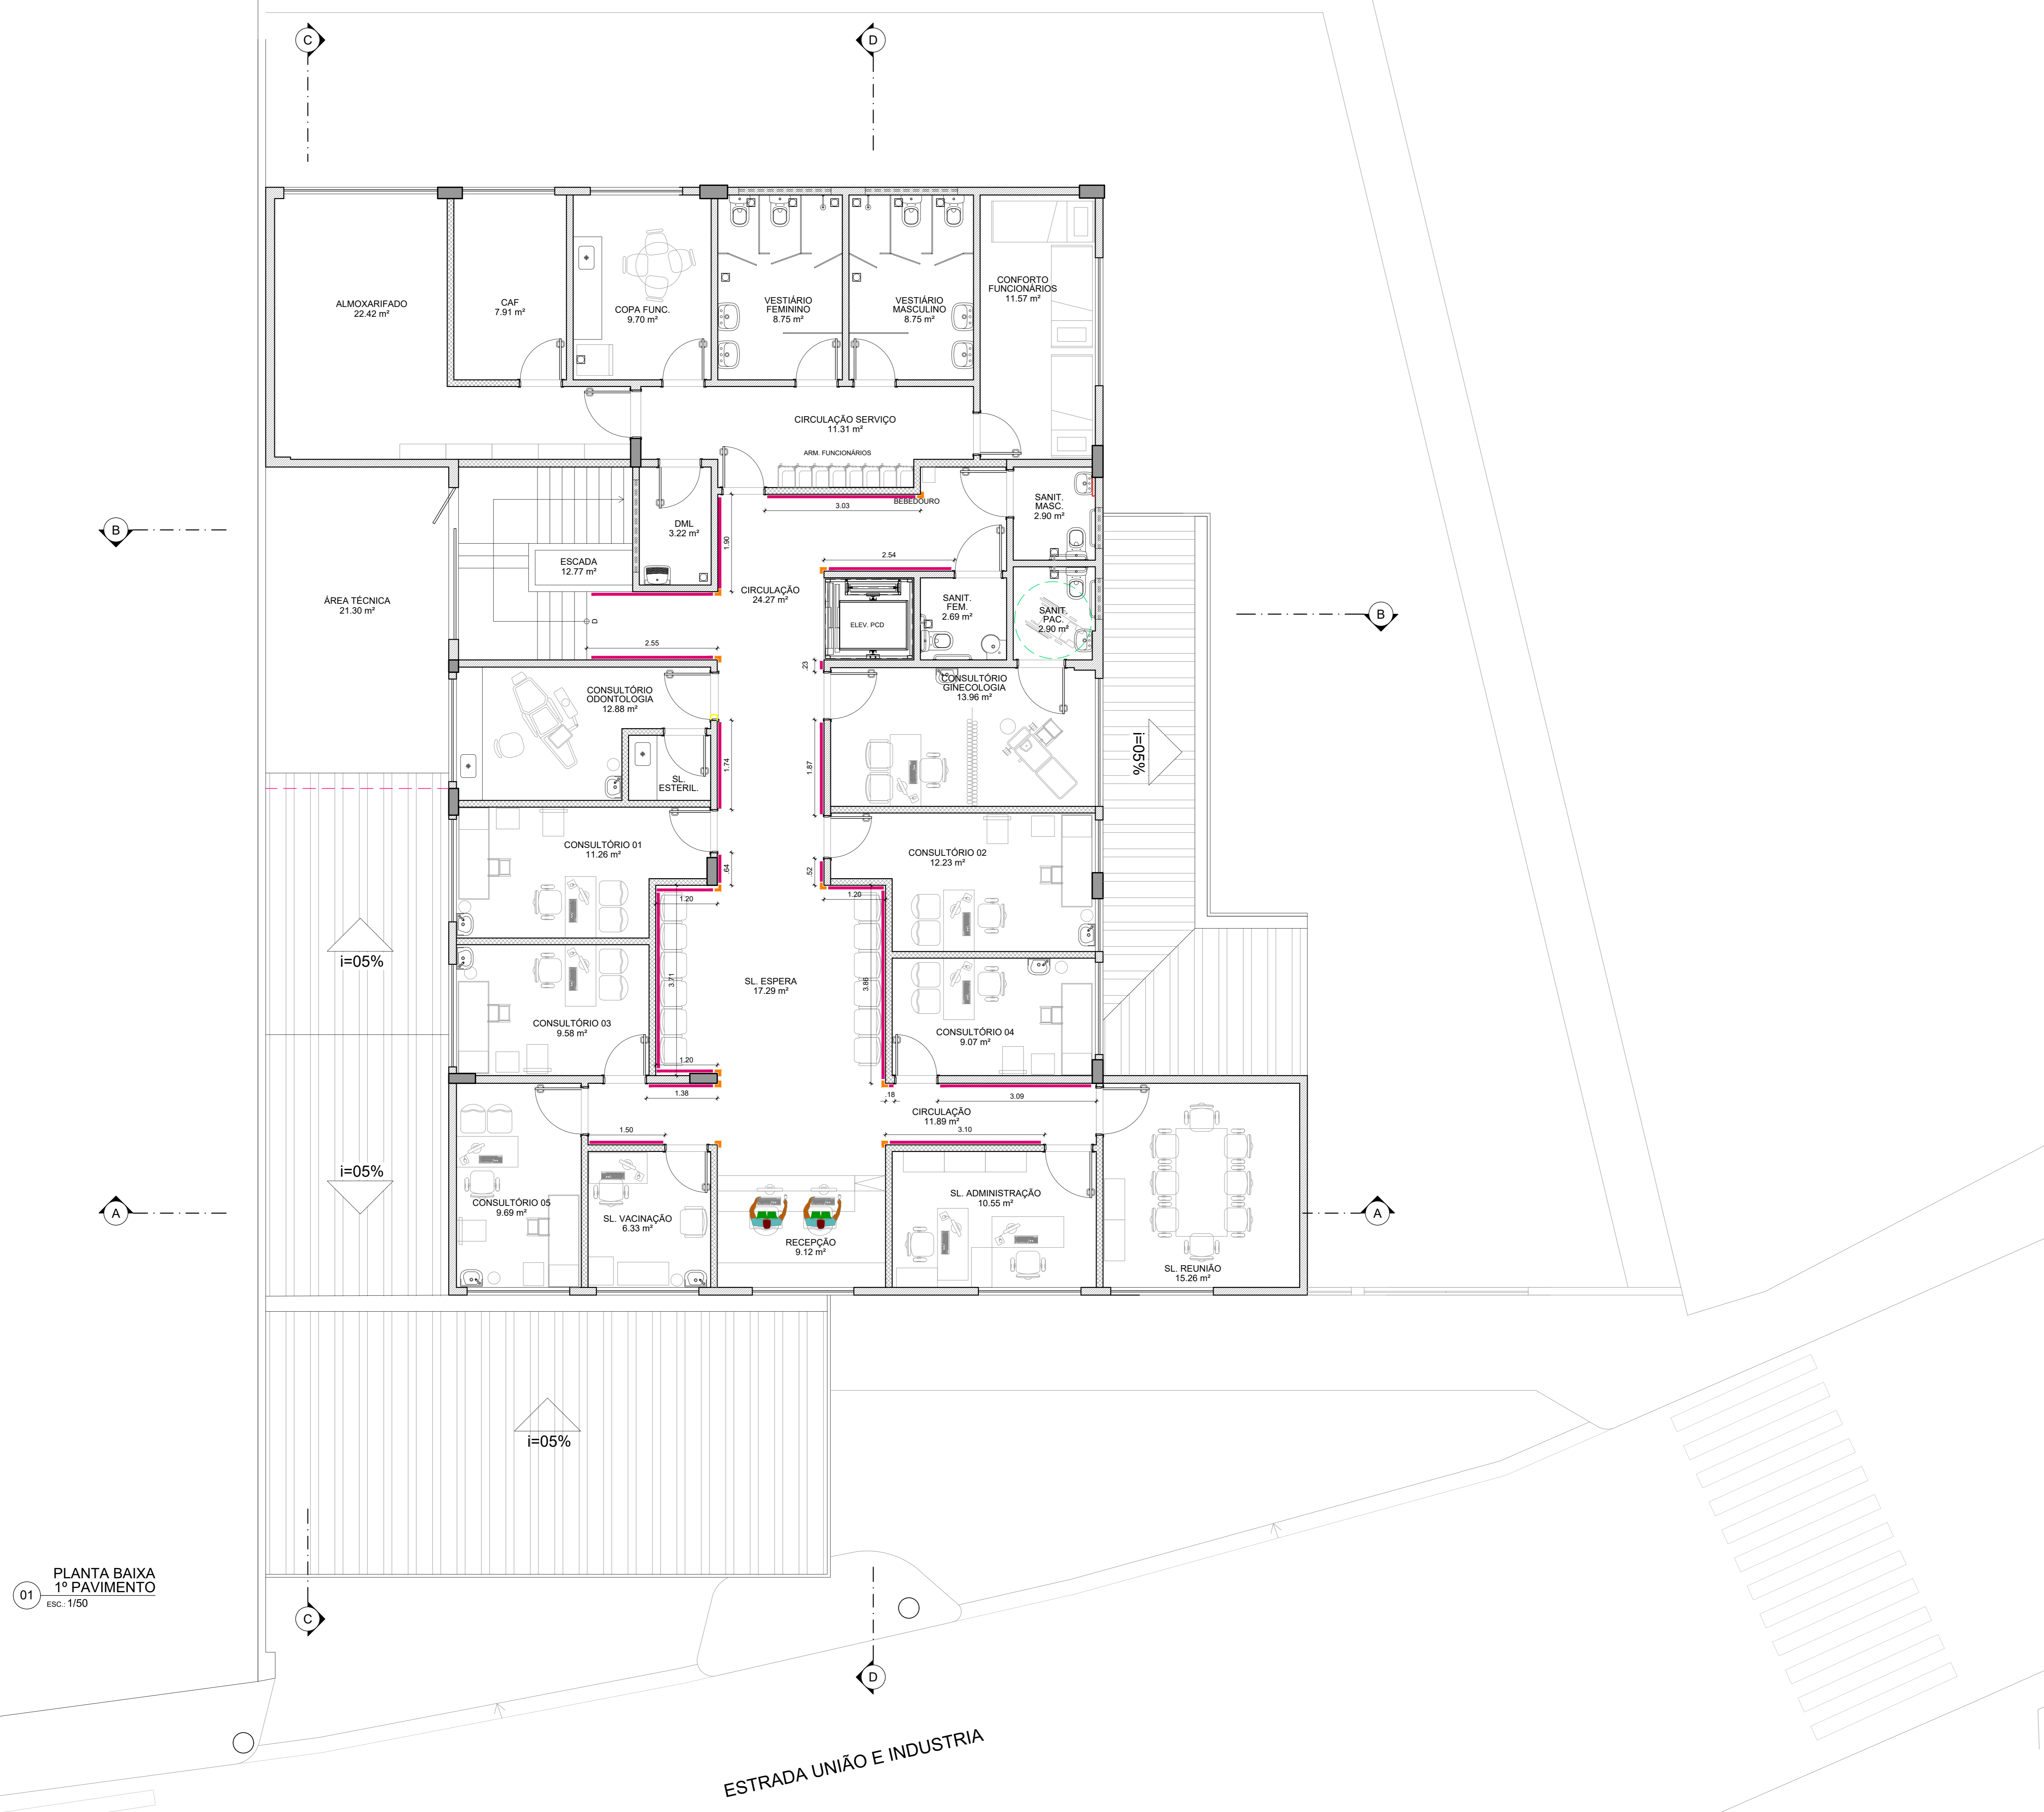 C
D
ALMOXARIFADO
22.42 m²
CAF
7.91 m²
COPA FUNC.
9.70 m²
VESTIÁRIO
FEMININO
8.75 m²
VESTIÁRIO
MASCULINO
8.75 m²
CONFORTO
FUNCIONÁRIOS
11.57 m²
CIRCULAÇÃO SERVIÇO
11.31 m²
ARM. FUNCIONÁRIOS
BEBEDOURO
3.03
SANIT.
MASC.
2.90 m²
B
DML
3.22 m²
1.90
ESCADA
12.77 m²
2.54
ÁREA TÉCNICA
21.30 m²
CIRCULAÇÃO
24.27 m²
ELEV. PCD
SANIT.
FEM.
2.69 m²
SANIT.
PAC.
2.90 m²
B
D
2.55
.23
CONSULTÓRIO
ODONTOLOGIA
12.88 m²
CONSULTÓRIO
GINECOLOGIA
13.96 m²
i=05%
1.74
1.87
SL.
ESTERIL.
CONSULTÓRIO 01
11.26 m²
.64
.52
CONSULTÓRIO 02
12.23 m²
1.20
1.20
i=05%
3.71
SL. ESPERA
17.29 m²
3.86
CONSULTÓRIO 03
9.58 m²
CONSULTÓRIO 04
9.07 m²
1.20
1.38
.18
3.09
CIRCULAÇÃO
11.89 m²
1.50
3.10
i=05%
A
CONSULTÓRIO 05
9.69 m²
SL. VACINAÇÃO
6.33 m²
RECEPÇÃO
9.12 m²
SL. ADMINISTRAÇÃO
10.55 m²
SL. REUNIÃO
15.26 m²
A
i=05%
01
PLANTA BAIXA
1º PAVIMENTO
ESC.: 1/50
C
D
ESTRADA UNIÃO E INDUSTRIA